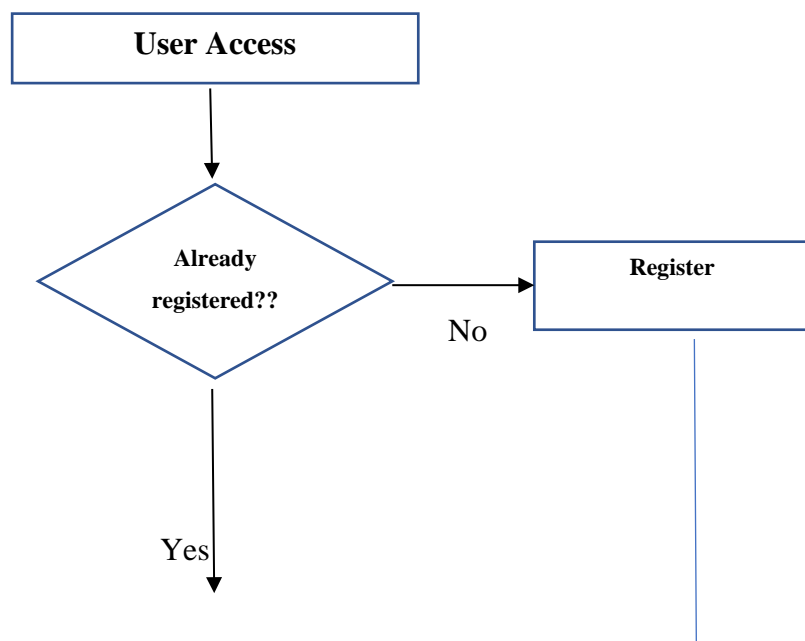 User Access
Already
registered??
Register
No
Yes